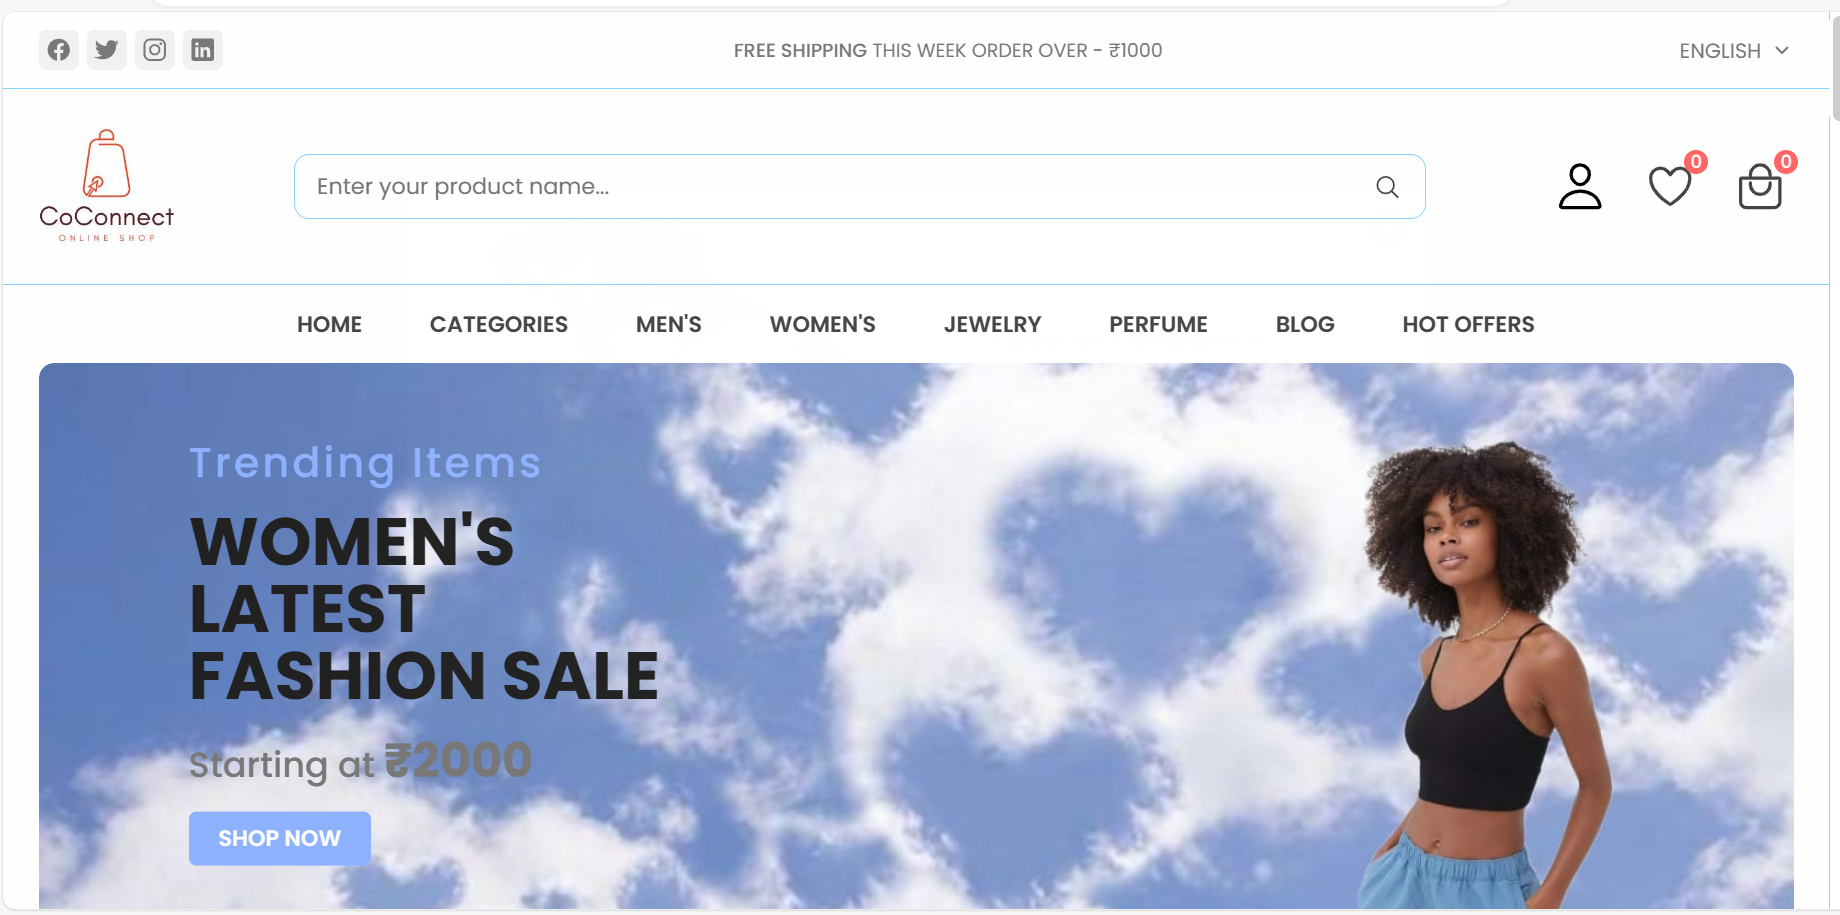 FREE SHIPPING THIS WEEK ORDER OVER - ₹1000
ENGLISH
CoConnect
ONLINE SHOP
Enter your product name...
0
0
HOME
CATEGORIES
MEN'S
WOMEN'S
JEWELRY
PERFUME
BLOG
HOT OFFERS
Trending Items
WOMEN'S
LATEST
FASHION SALE
Starting at ₹2000
SHOP NOW